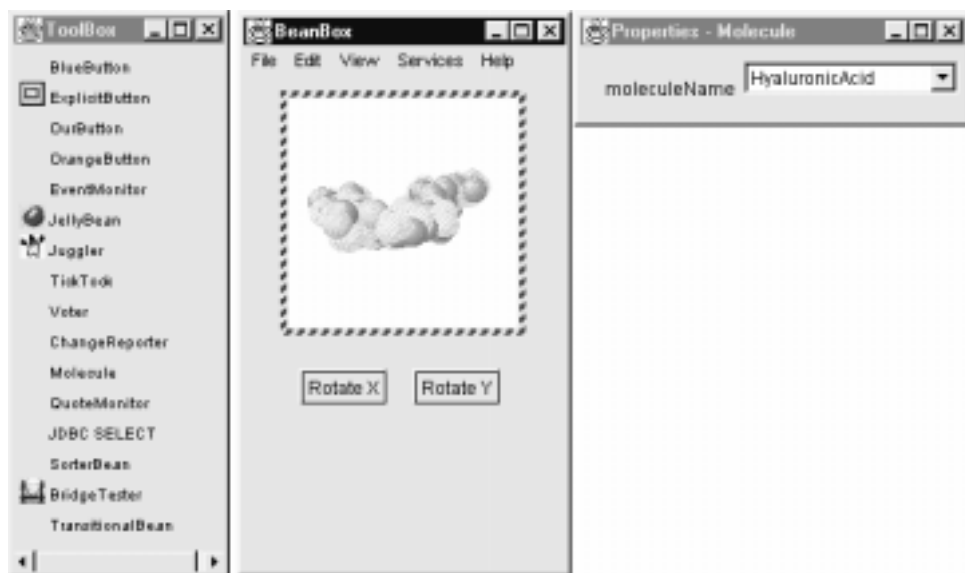 ToolBox
BlueButton
ExplicitButton
OurButton
OrangeButton
EventMonitor
JellyBean
Juggler
TickTock
Voter
ChangeReporter
Molecule
QuoteMonitor
JDBC SELECT
SorterBean
BridgeTester
TransitionalBean
BeanBox
File Edit View Services Help
Rotate X Rotate Y
Properties - Molecule
moleculeName HyaluronicAcid